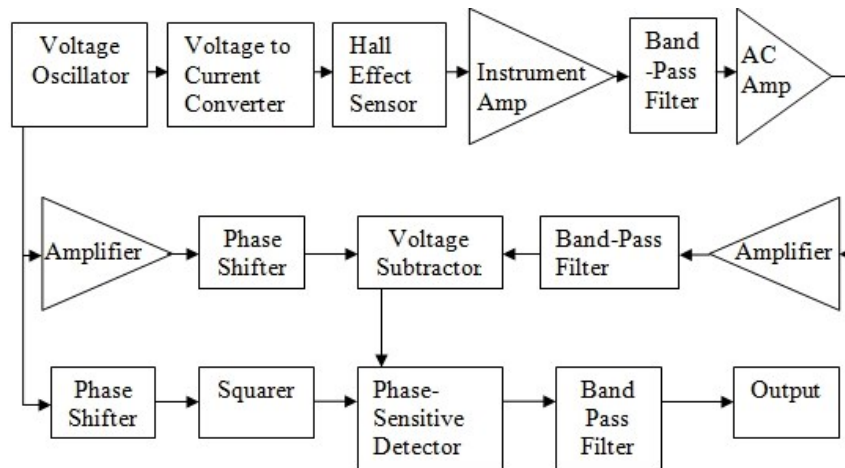 Voltage
Oscillator
Voltage to
Current
Converter
Hall
Effect
Sensor
Instrument
Amp
Band
-Pass
Filter
AC
Amp
Amplifier
Phase
Shifter
Voltage
Subtractor.
Band-Pass
Filter
Amplifier
Phase
Shifter
Squarer
Phase-
Sensitive
Detector
Band
Pass
Filter
Output